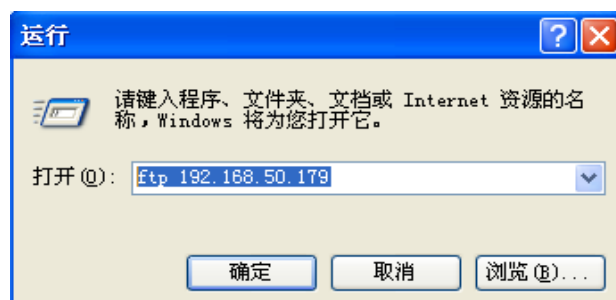 运行
请键入程序、文件夹、文档或 Internet 资源的名
称，Windows 将为您打开它。
打开(O): ftp 192.168.50.179
确定 取消 浏览(B)...